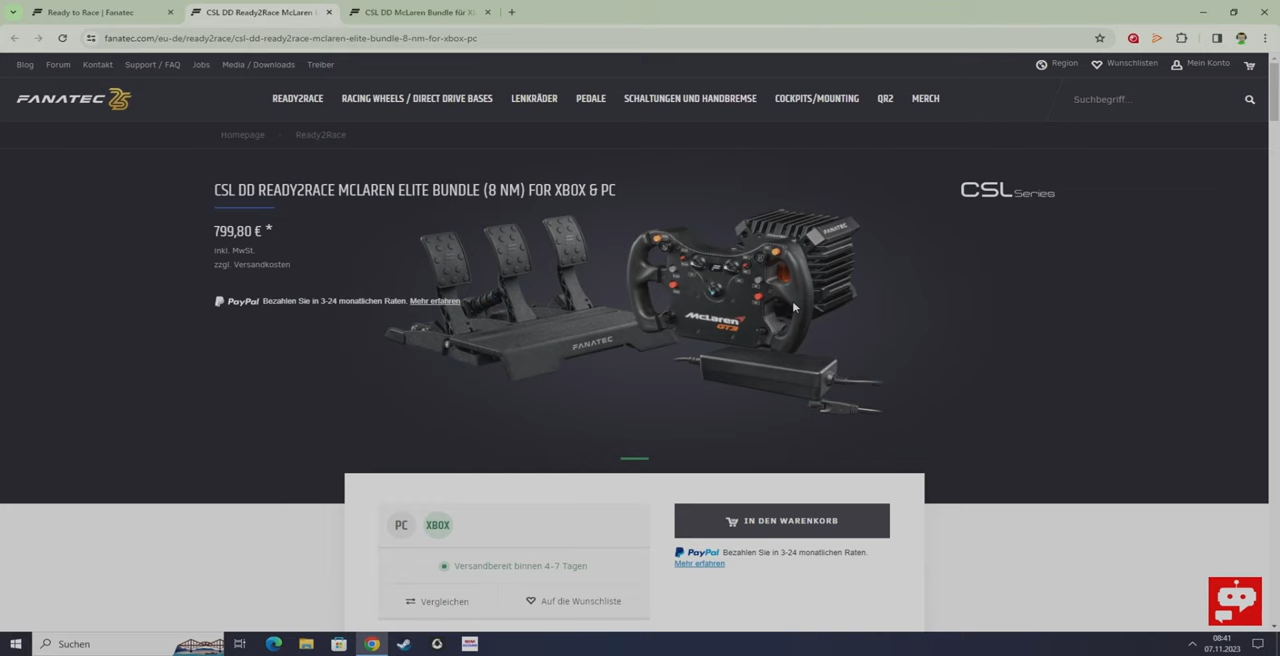 Ready to Race | Fanatec
CSL DD Ready2Race McLaren E
CSL DD McLaren Bundle für X
fanatec.com/eu-de/ready2race/csl-dd-ready2race-mclaren-elite-bundle-8-nm-for-xbox-pc
Blog Forum Kontakt Support / FAQ Jobs Media / Downloads Treiber
Region Wunschlisten Mein Konto
FANATEC 25
READY2RACE RACING WHEELS / DIRECT DRIVE BASES LENKRÄDER PEDALE SCHALTUNGEN UND HANDBREMSE COCKPITS/MOUNTING QR2 MERCH
Suchbegriff...
Homepage Ready2Race
CSL DD READY2RACE MCLAREN ELITE BUNDLE (8 NM) FOR XBOX & PC
CSL Series
799,80 € *
inkl. MwSt.
zzgl. Versandkosten
PayPal Bezahlen Sie in 3-24 monatlichen Raten. Mehr erfahren
FANATEC
FANATEC
McLaren
GT3
PC XBOX
IN DEN WARENKORB
PayPal Bezahlen Sie in 3-24 monatlichen Raten.
Mehr erfahren
Versandbereit binnen 4-7 Tagen
Vergleichen Auf die Wunschliste
Suchen
08:41
07.11.2023